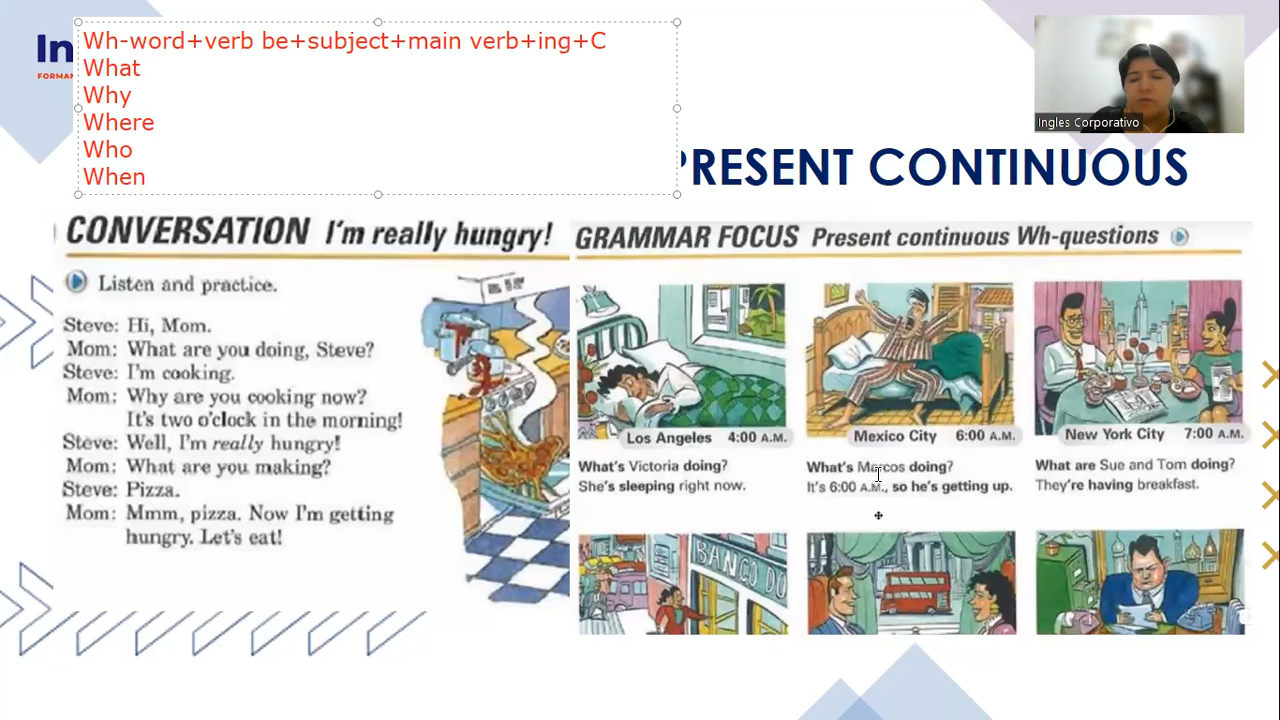 In
FORMA
Wh-word+verb be+subject+main verb+ing+C
What
Why
Where
Who
When
Ingles Corporativo
PRESENT CONTINUOUS
CONVERSATION I'm really hungry!
Listen and practice.
Steve: Hi, Mom.
Mom: What are you doing, Steve?
Steve: I'm cooking.
Mom: Why are you cooking now?
It's two o'clock in the morning!
Steve: Well, I'm really hungry!
Mom: What are you making?
Steve: Pizza.
Mom: Mmm, pizza. Now I'm getting
hungry. Let's eat!
GRAMMAR FOCUS Present continuous Wh-questions
Los Angeles 4:00 A.M.
What's Victoria doing?
She's sleeping right now.
Mexico City 6:00 A.M.
What's Marcos doing?
It's 6:00 A.M., so he's getting up.
New York City 7:00 A.M.
What are Sue and Tom doing?
They're having breakfast.
BANCO DO